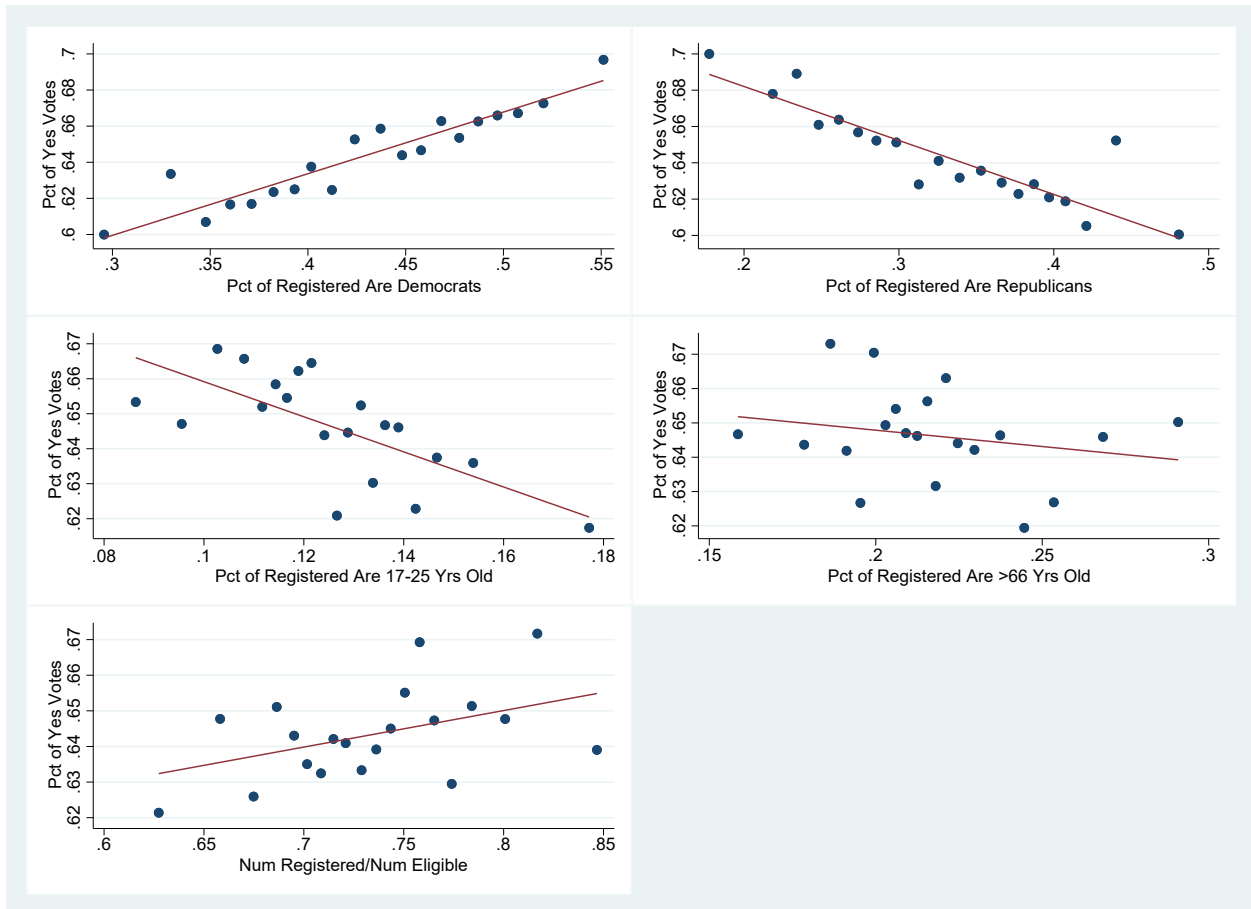 Pct of Yes Votes
.6 .62 .64 .66 .68 .7
.3 .35 .4 .45 .5 .55
Pct of Registered Are Democrats
Pct of Yes Votes
.6 .62 .64 .66 .68 .7
.2 .3 .4 .5
Pct of Registered Are Republicans
Pct of Yes Votes
.62 .63 .64 .65 .66 .67
.08 .1 .12 .14 .16 .18
Pct of Registered Are 17-25 Yrs Old
Pct of Yes Votes
.62 .63 .64 .65 .66 .67
.15 .2 .25 .3
Pct of Registered Are >66 Yrs Old
Pct of Yes Votes
.62 .63 .64 .65 .66 .67
.6 .65 .7 .75 .8 .85
Num Registered/Num Eligible